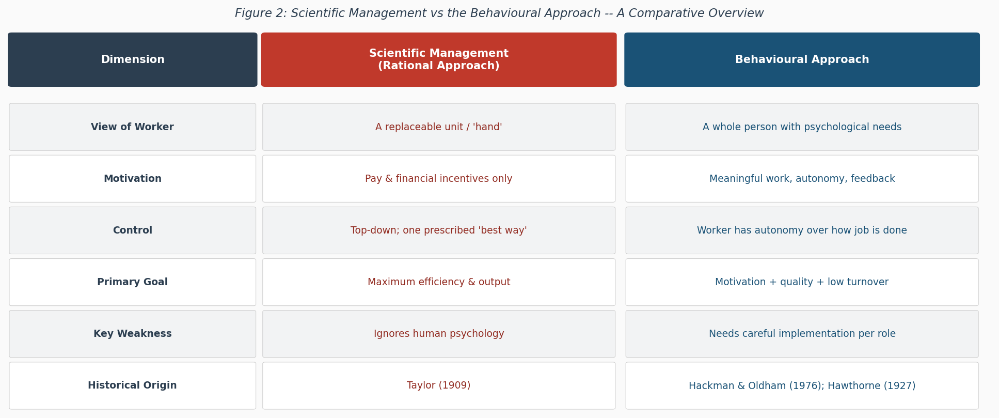 Figure 2: Scientific Management vs the Behavioural Approach -- A Comparative Overview
Dimension
Scientific Management
(Rational Approach)
Behavioural Approach
View of Worker
A replaceable unit / 'hand'
A whole person with psychological needs
Motivation
Pay & financial incentives only
Meaningful work, autonomy, feedback
Control
Top-down; one prescribed 'best way'
Worker has autonomy over how job is done
Primary Goal
Maximum efficiency & output
Motivation + quality + low turnover
Key Weakness
Ignores human psychology
Needs careful implementation per role
Historical Origin
Taylor (1909)
Hackman & Oldham (1976); Hawthorne (1927)